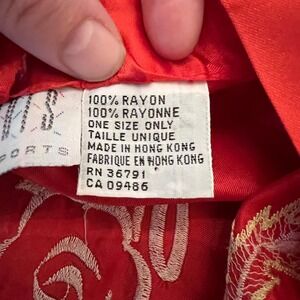 PORTS
100% RAYON
100% RAYONNE
ONE SIZE ONLY
TAILLE UNIQUE
MADE IN HONG KONG
FABRIQUE EN HONG KONG
RN 36791
CA 09486